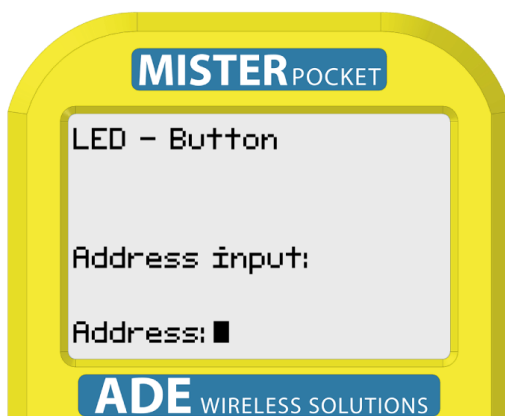 MISTER POCKET
LED - Button
Address input:
Address:
ADE WIRELESS SOLUTIONS